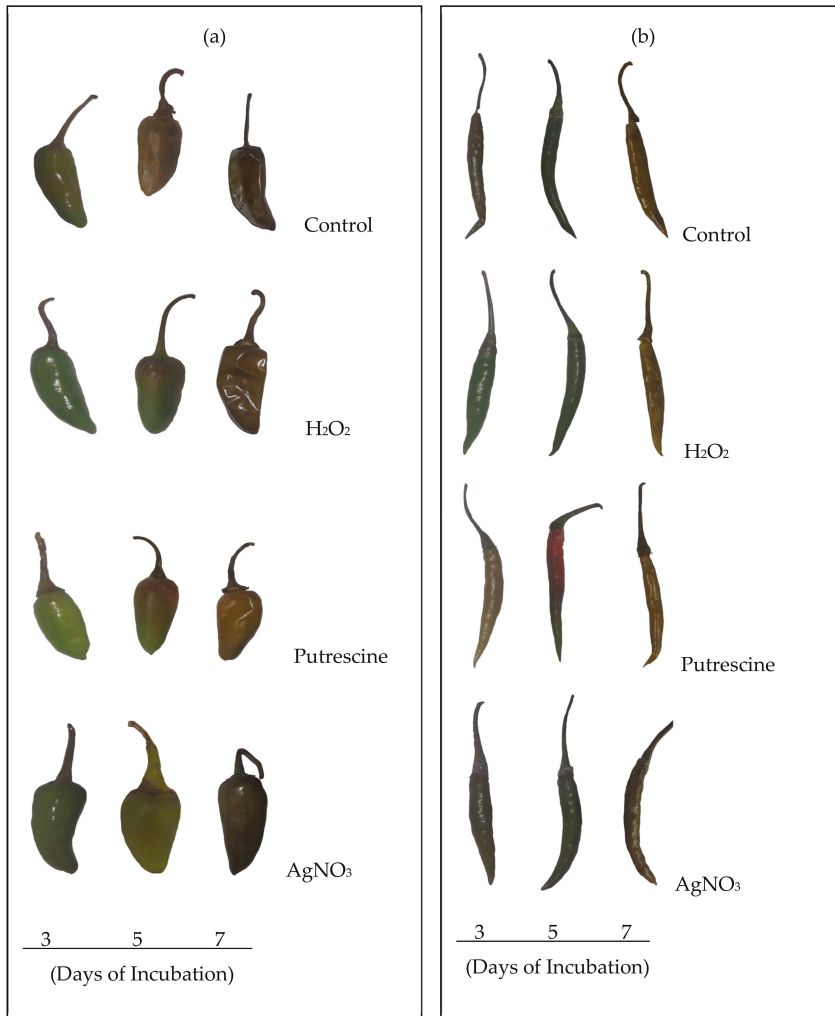 (a)
Control
H₂O₂
Putrescine
AgNO₃
3 5 7
(Days of Incubation)
(b)
Control
H₂O₂
Putrescine
AgNO₃
3 5 7
(Days of Incubation)